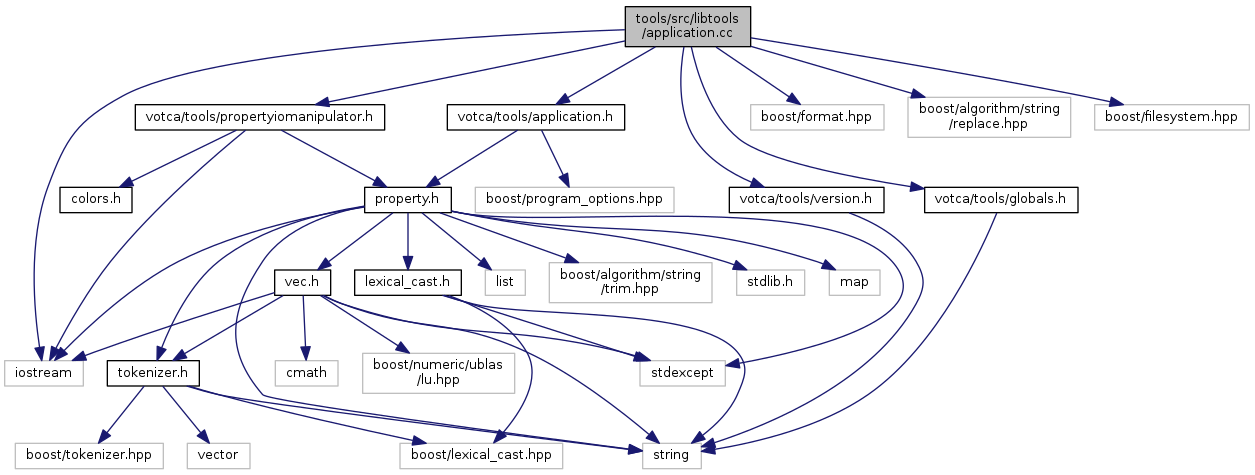 tools/src/libtools
/application.cc
votca/tools/propertyiomanipulator.h
votca/tools/application.h
boost/format.hpp
boost/algorithm/string
/replace.hpp
boost/filesystem.hpp
colors.h
property.h
boost/program_options.hpp
votca/tools/version.h
votca/tools/globals.h
vec.h
lexical_cast.h
list
boost/algorithm/string
/trim.hpp
stdlib.h
map
iostream
tokenizer.h
cmath
boost/numeric/ublas
/lu.hpp
stdexcept
boost/tokenizer.hpp
vector
boost/lexical_cast.hpp
string